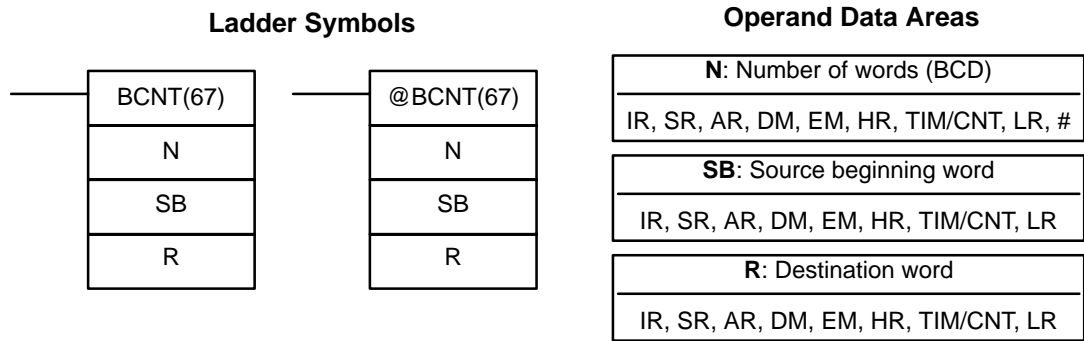 Ladder Symbols
BCNT(67)
N
SB
R
@BCNT(67)
N
SB
R
Operand Data Areas
N: Number of words (BCD)
IR, SR, AR, DM, EM, HR, TIM/CNT, LR, #
SB: Source beginning word
IR, SR, AR, DM, EM, HR, TIM/CNT, LR
R: Destination word
IR, SR, AR, DM, EM, HR, TIM/CNT, LR